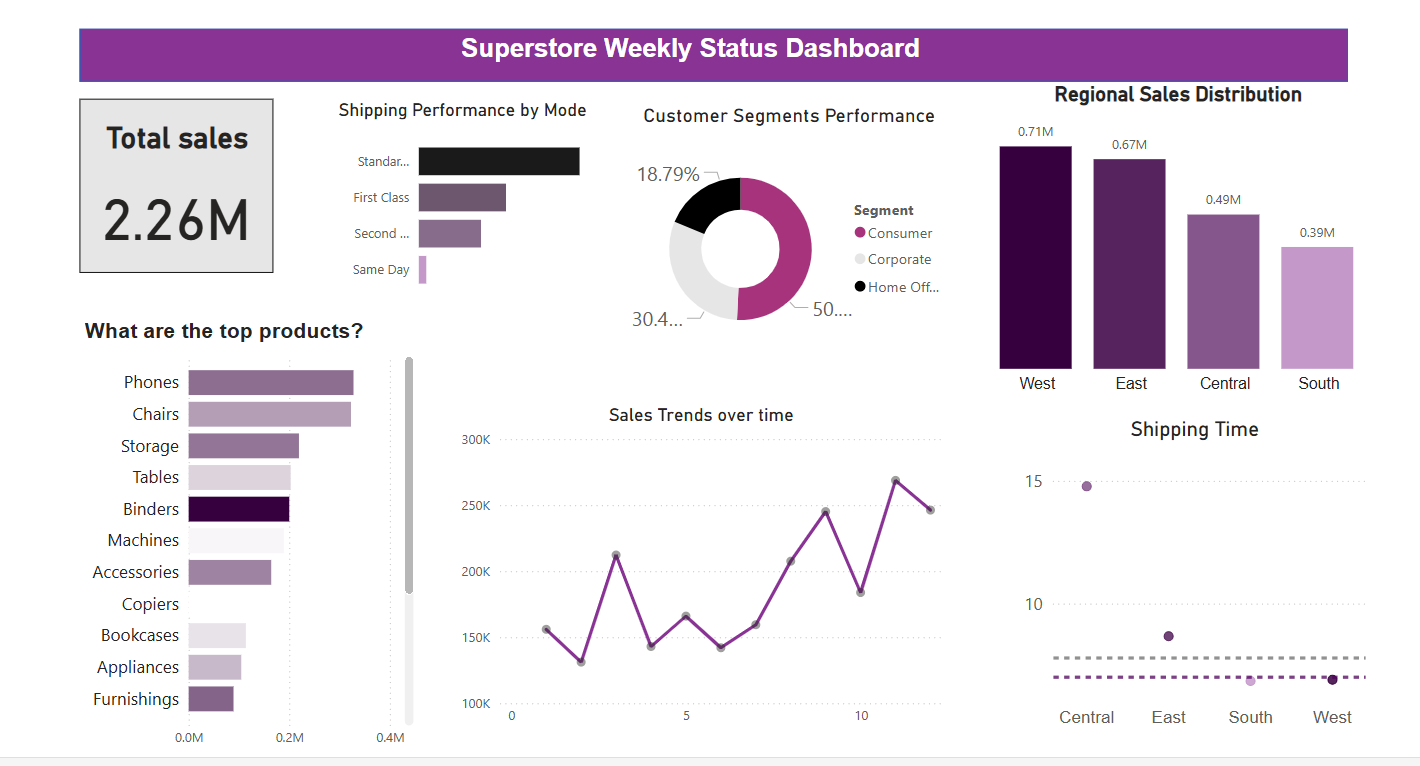 Superstore Weekly Status Dashboard
Total sales
2.26M
Shipping Performance by Mode
Standar...
First Class
Second ...
Same Day
Customer Segments Performance
18.79%
30.4...
50....
Segment
Consumer
Corporate
Home Off...
Regional Sales Distribution
0.71M
0.67M
0.49M
0.39M
West
East
Central
South
What are the top products?
Phones
Chairs
Storage
Tables
Binders
Machines
Accessories
Copiers
Bookcases
Appliances
Furnishings
0.0M
0.2M
0.4M
Sales Trends over time
300K
250K
200K
150K
100K
0
5
10
Shipping Time
15
10
Central
East
South
West